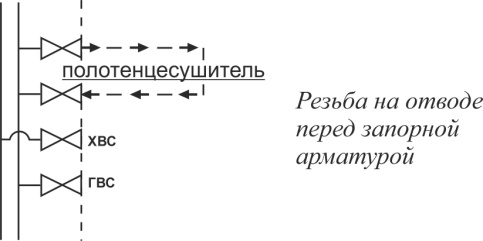 полотенцесушитель
Резьба на отводе
перед запорной
арматурой
хвс
гвс